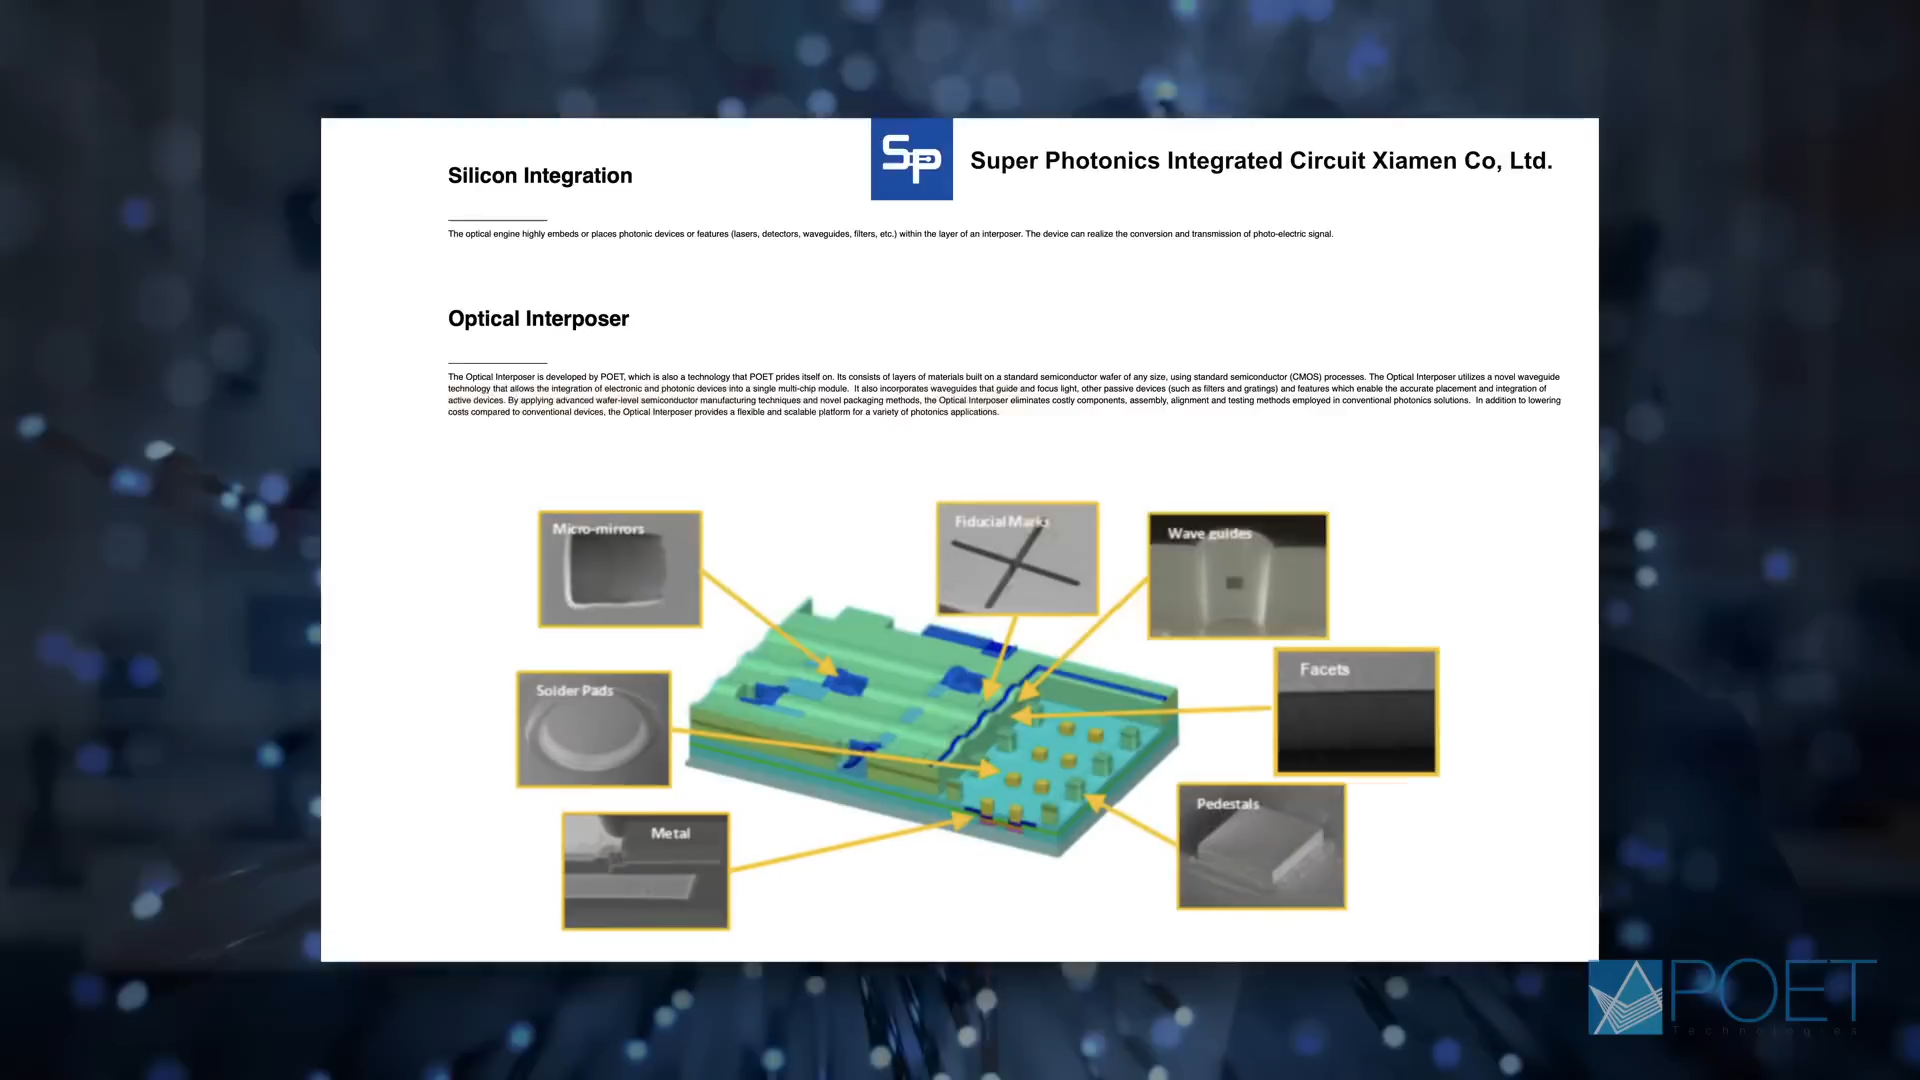 Silicon Integration
Sp
Super Photonics Integrated Circuit Xiamen Co, Ltd.
The optical engine highly embeds or places photonic devices or features (lasers, detectors, waveguides, filters, etc.) within the layer of an interposer. The device can realize the conversion and transmission of photo-electric signal.
Optical Interposer
The Optical Interposer is developed by POET, which is also a technology that POET prides itself on. Its consists of layers of materials built on a standard semiconductor wafer of any size, using standard semiconductor (CMOS) processes. The Optical Interposer utilizes a novel waveguide
technology that allows the integration of electronic and photonic devices into a single multi-chip module. It also incorporates waveguides that guide and focus light, other passive devices (such as filters and gratings) and features which enable the accurate placement and integration of
active devices. By applying advanced wafer-level semiconductor manufacturing techniques and novel packaging methods, the Optical Interposer eliminates costly components, assembly, alignment and testing methods employed in conventional photonics solutions. In addition to lowering
costs compared to conventional devices, the Optical Interposer provides a flexible and scalable platform for a variety of photonics applications.
Micro-mirrors
Fiducial Marks
Wave guides
Facets
Solder Pads
Pedestals
Metal
POET
Technologies